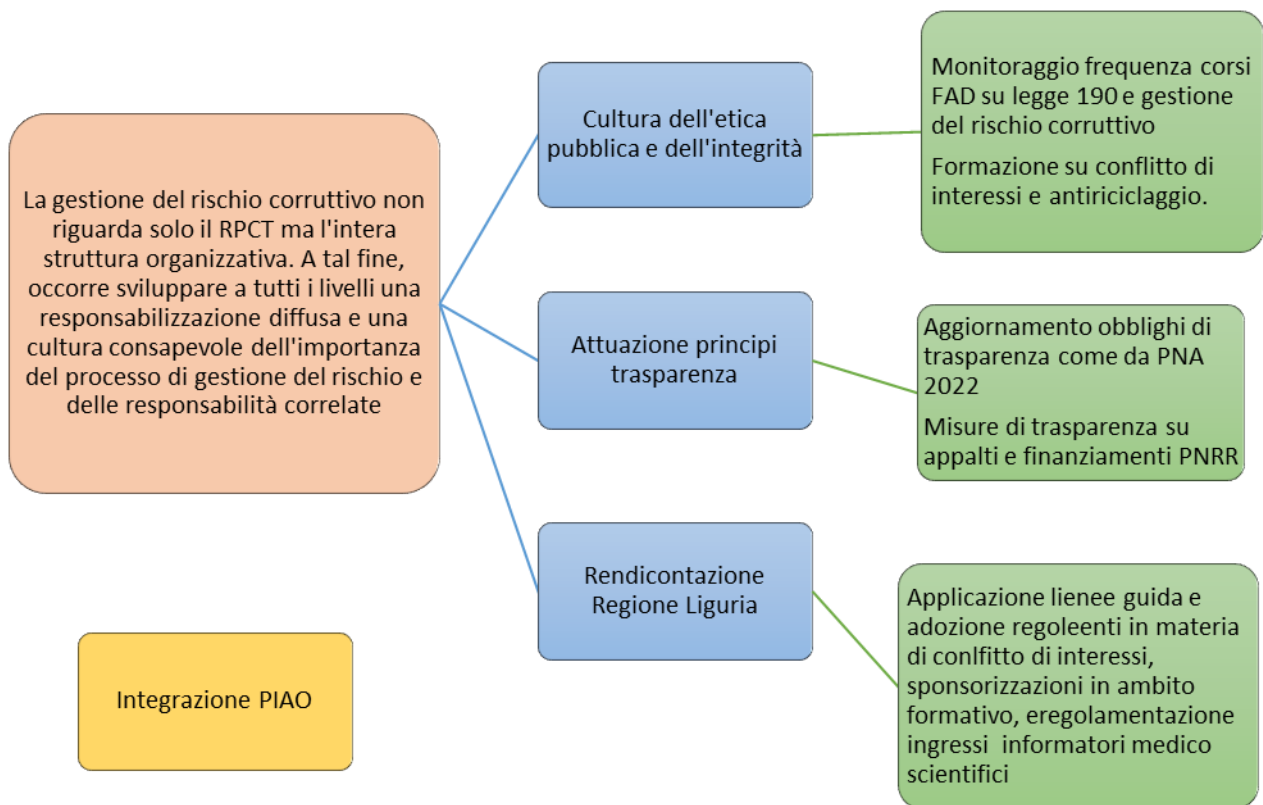 La gestione del rischio corruttivo non
riguarda solo il RPCT ma l'intera
struttura organizzativa. A tal fine,
occorre sviluppare a tutti i livelli una
responsabilizzazione diffusa e una
cultura consapevole dell'importanza
del processo di gestione del rischio e
delle responsabilità correlate
Cultura dell'etica
pubblica e dell'integrità
Monitoraggio frequenza corsi
FAD su legge 190 e gestione
del rischio corruttivo
Formazione su conflitto di
interessi e antiriciclaggio.
Attuazione principi
trasparenza
Aggiornamento obblighi di
trasparenza come da PNA
2022
Misure di trasparenza su
appalti e finanziamenti PNRR
Rendicontazione
Regione Liguria
Applicazione lienee guida e
adozione regoleenti in materia
di conlfitto di interessi,
sponsorizzazioni in ambito
formativo, eregolamentazione
ingressi  informatori medico
scientifici
Integrazione PIAO